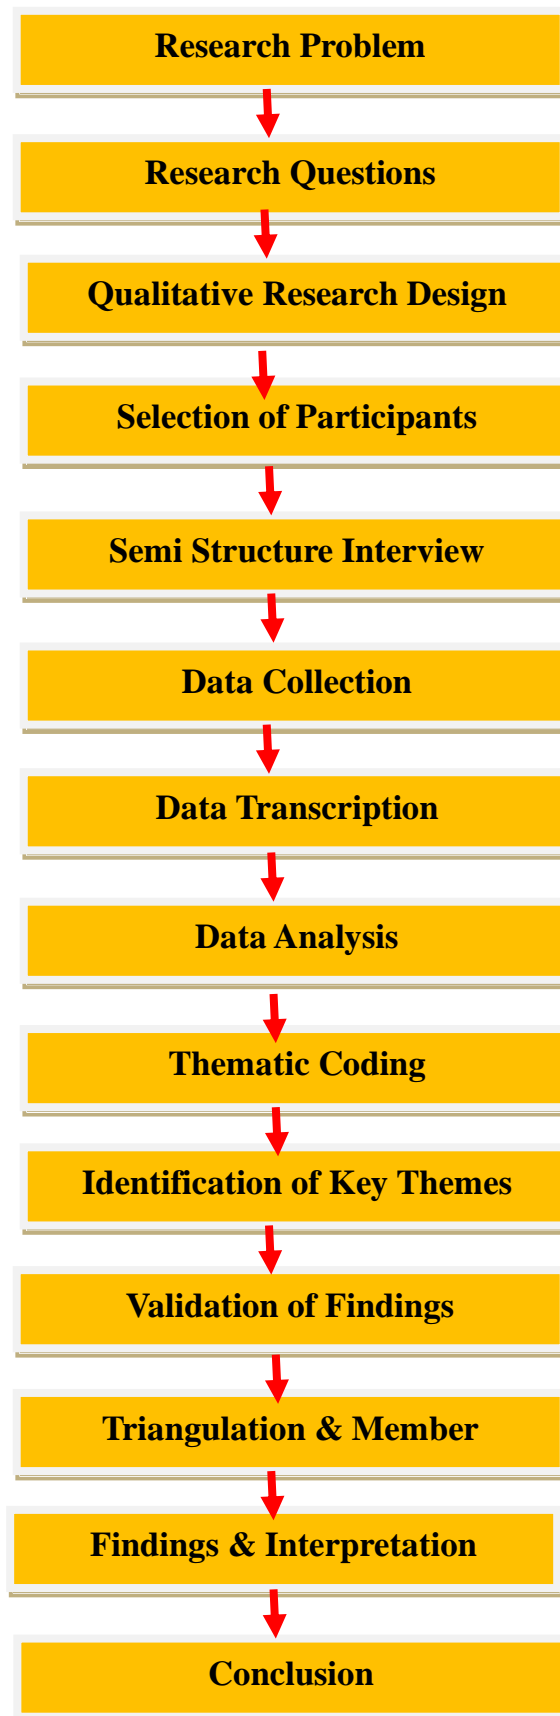 Research Problem
Research Questions
Qualitative Research Design
Selection of Participants
Semi Structure Interview
Data Collection
Data Transcription
Data Analysis
Thematic Coding
Identification of Key Themes
Validation of Findings
Triangulation & Member
Findings & Interpretation
Conclusion